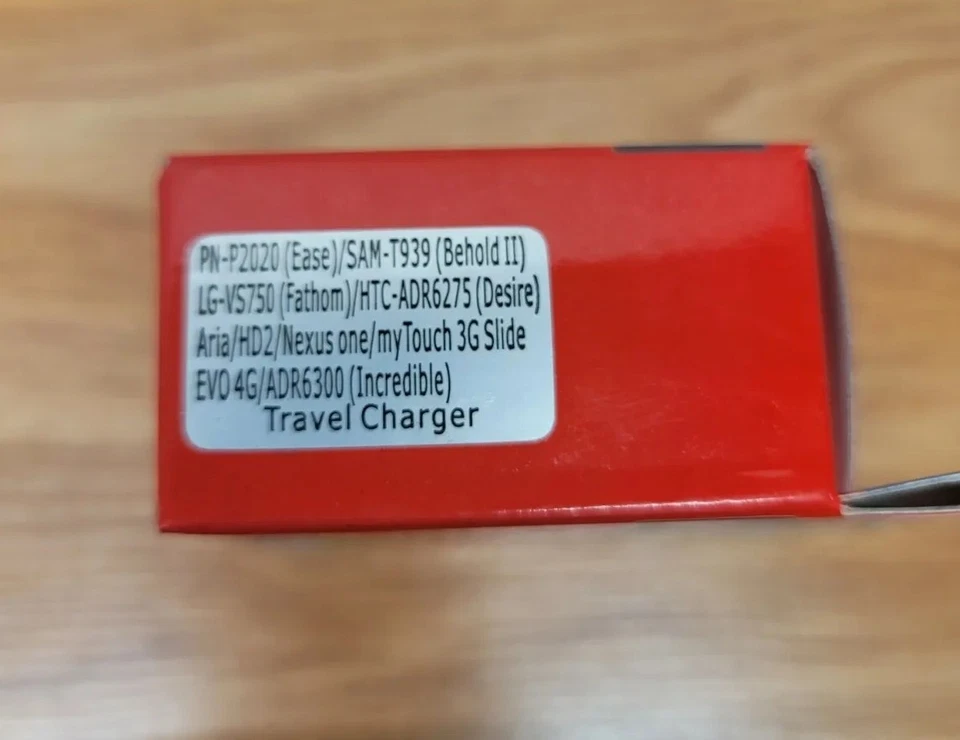 PN-P2020 (Ease)/SAM-T939 (Behold II)
LG-VS750 (Fathom)/HTC-ADR6275 (Desire)
Aria/HD2/Nexus one/myTouch 3G Slide
EVO 4G/ADR6300 (Incredible)
Travel Charger